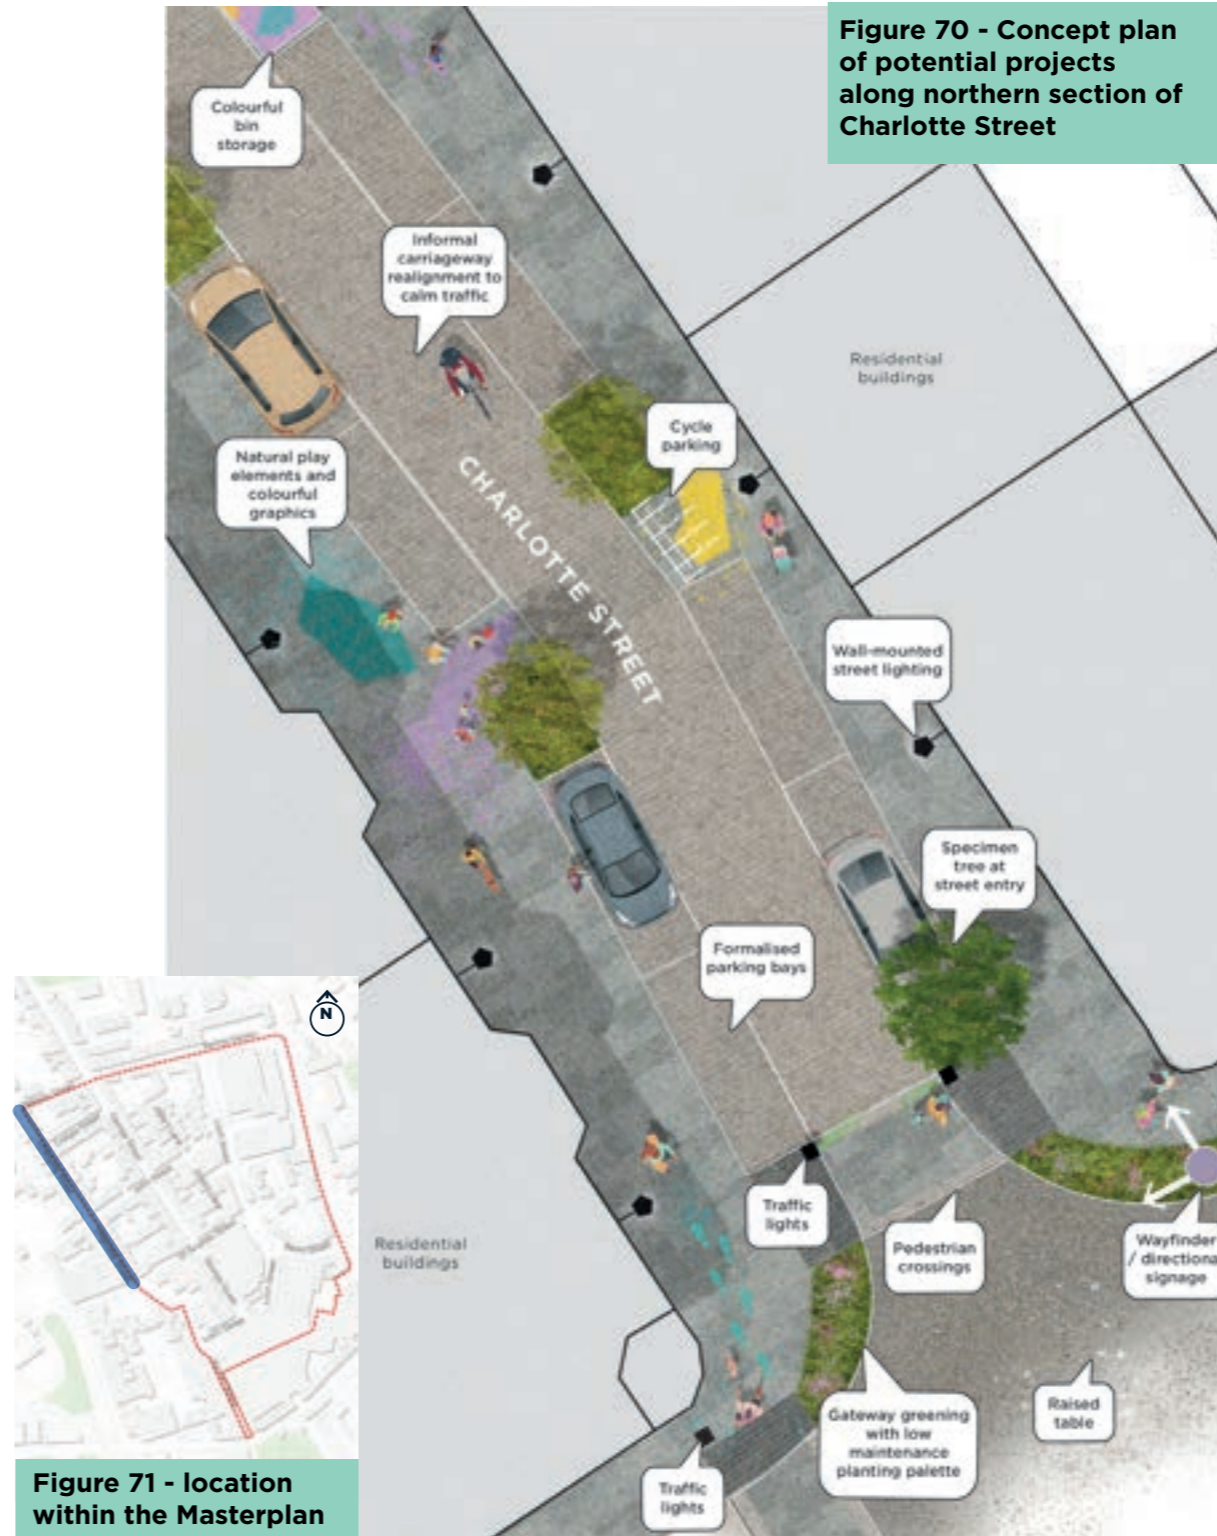 Figure 70 - Concept plan
of potential projects
along northern section of
Charlotte Street
Colourful
bin
storage
Informal
carriageway
realignment to
calm traffic
Residential
buildings
Cycle
parking
Natural play
elements and
colourful
graphics
CHARLOTTE STREET
Wall-mounted
street lighting
Specimen
tree at
street entry
Formalised
parking bays
N
Traffic
lights
Pedestrian
crossings
Wayfinder
/ directiona
signage
Residential
buildings
Raised
table
Gateway greening
with low
maintenance
planting palette
Traffic
lights
Figure 71 - location
within the Masterplan